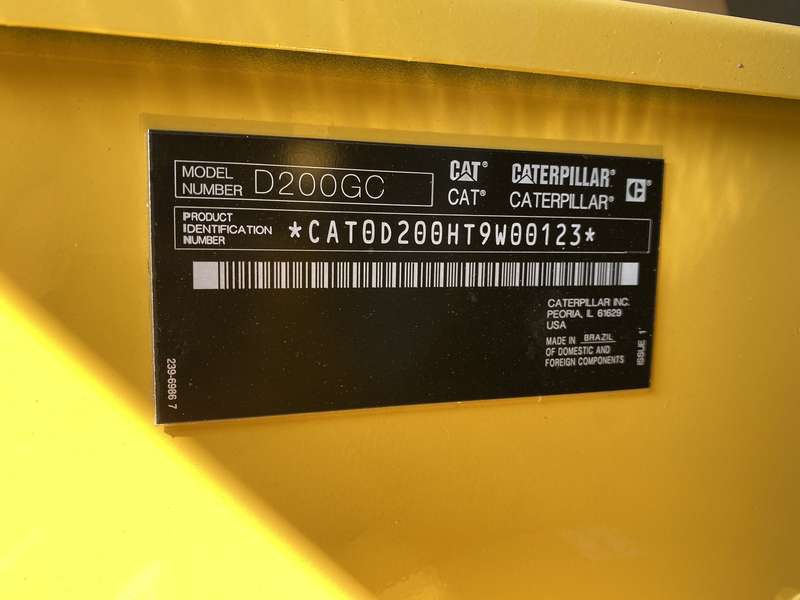 MODEL
NUMBER D200GC
CAT® CATERPILLAR®
CAT® CATERPILLAR®
PRODUCT
IDENTIFICATION
NUMBER *CAT0D200HT9W00123*
CATERPILLAR INC.
PEORIA, IL 61629
USA
MADE IN BRAZIL
OF DOMESTIC AND
FOREIGN COMPONENTS
ISSUE 1
239-6986 7